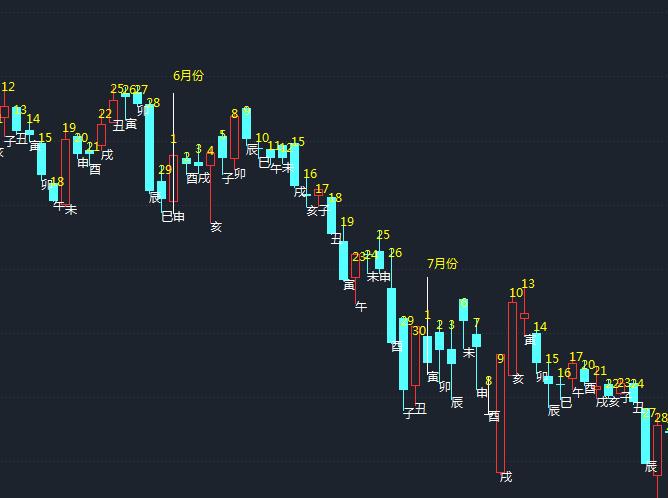 12
子
13
丑
14
寅
15
卯
18
午
19
未
20
申
21
酉
22
戌
25
丑
26
寅
27
卯
28
辰
29
巳
6月份
1
申
2
酉
3
戌
4
亥
5
子
8
卯
9
辰
10
巳
11
午
12
未
15
戌
16
亥
17
子
18
丑
19
寅
23
午
24
未
25
申
26
酉
29
子
30
丑
7月份
1
寅
2
卯
3
辰
6
未
7
申
8
酉
9
戌
10
亥
13
寅
14
卯
15
辰
16
巳
17
午
20
酉
21
戌
22
亥
23
子
24
丑
27
辰
28